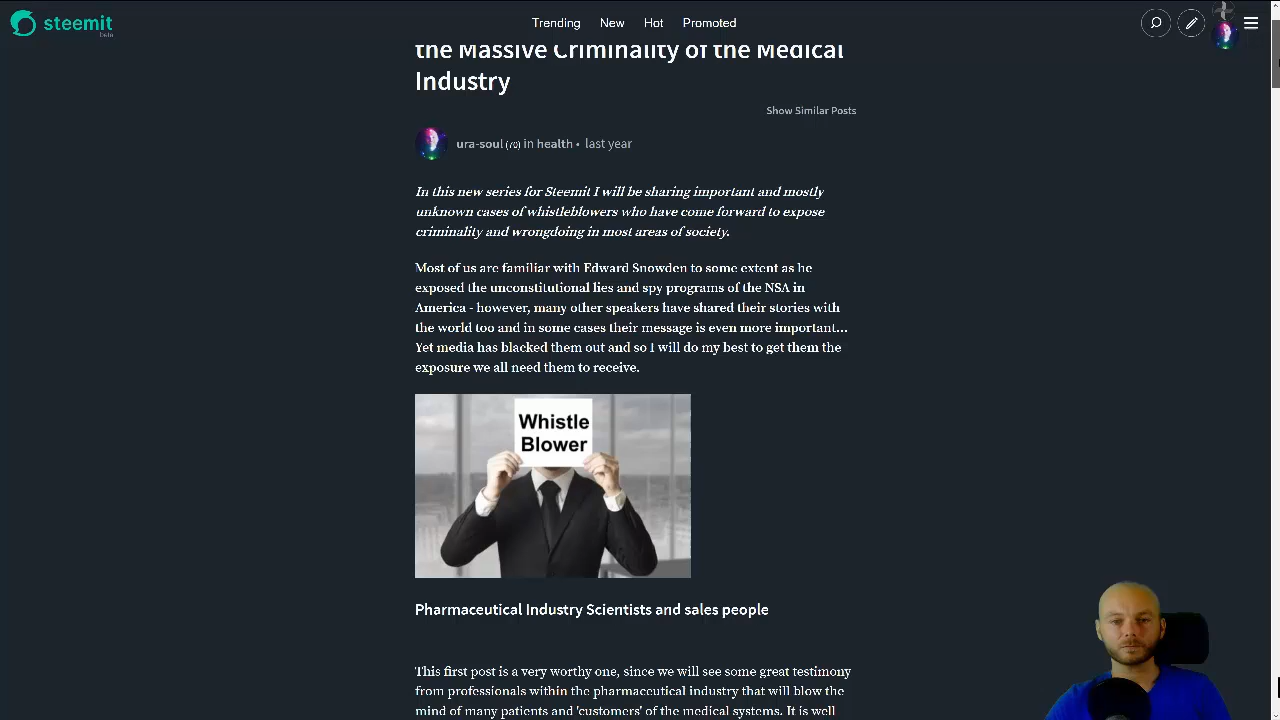 steemit
beta
Trending New Hot Promoted
the Massive Criminality of the Medical
Industry
Show Similar Posts
ura-soul (70) in health • last year
In this new series for Steemit I will be sharing important and mostly
unknown cases of whistleblowers who have come forward to expose
criminality and wrongdoing in most areas of society.
Most of us are familiar with Edward Snowden to some extent as he
exposed the unconstitutional lies and spy programs of the NSA in
America - however, many other speakers have shared their stories with
the world too and in some cases their message is even more important...
Yet media has blacked them out and so I will do my best to get them the
exposure we all need them to receive.
Whistle
Blower
Pharmaceutical Industry Scientists and sales people
This first post is a very worthy one, since we will see some great testimony
from professionals within the pharmaceutical industry that will blow the
mind of many patients and 'customers' of the medical systems. It is well